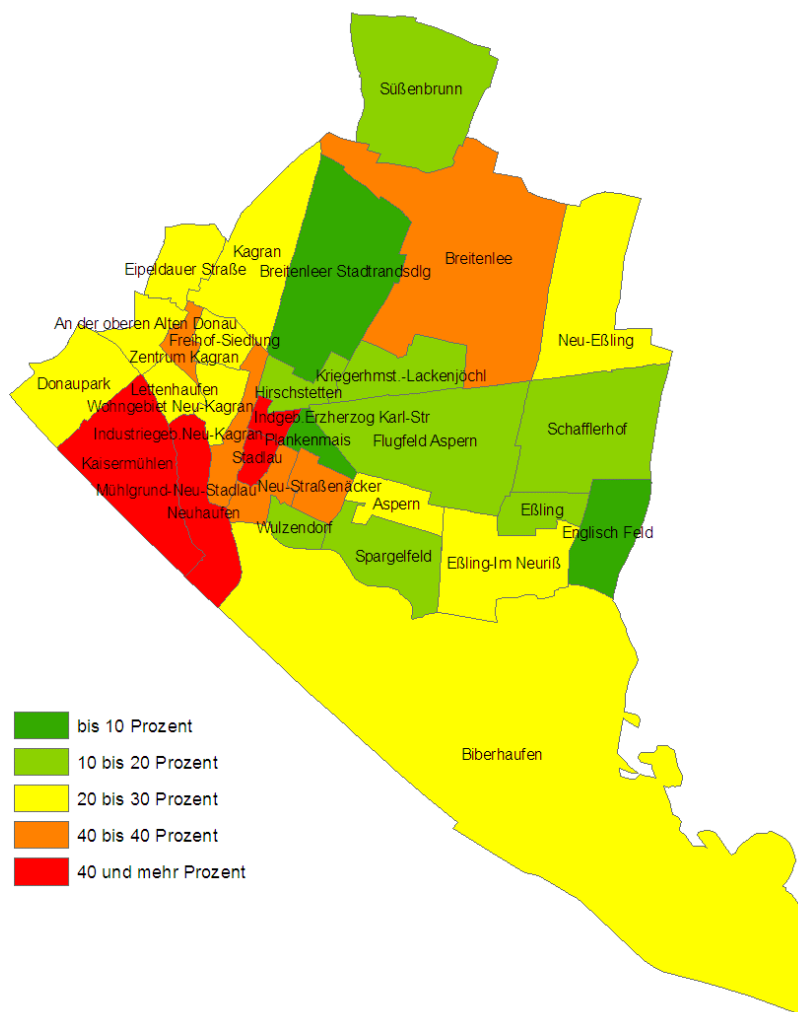 Süßenbrunn
Kagran
Breitenlee
Eipeldauer Straße
Breitenleer Stadtrandsdlg
An der oberen Alten Donau
Freihof-Siedlung
Neu-Eßling
Zentrum Kagran
Kriegerhmst.-Lackenjöchl
Donaupark
Lettenhaufen
Hirschstetten
Wohngebiet Neu-Kagran
Indgeb.Erzherzog Karl-Str
Schafflerhof
Industriegeb.Neu-Kagran
Plankenmais
Flugfeld Aspern
Stadlau
Kaisermühlen
Mühlgrund-Neu-Stadlau
Neu-Straßenäcker
Aspern
Eßling
Neuhaufen
Wulzendorf
Englisch Feld
Spargelfeld
Eßling-Im Neuriß
Biberhaufen
bis 10 Prozent
10 bis 20 Prozent
20 bis 30 Prozent
40 bis 40 Prozent
40 und mehr Prozent